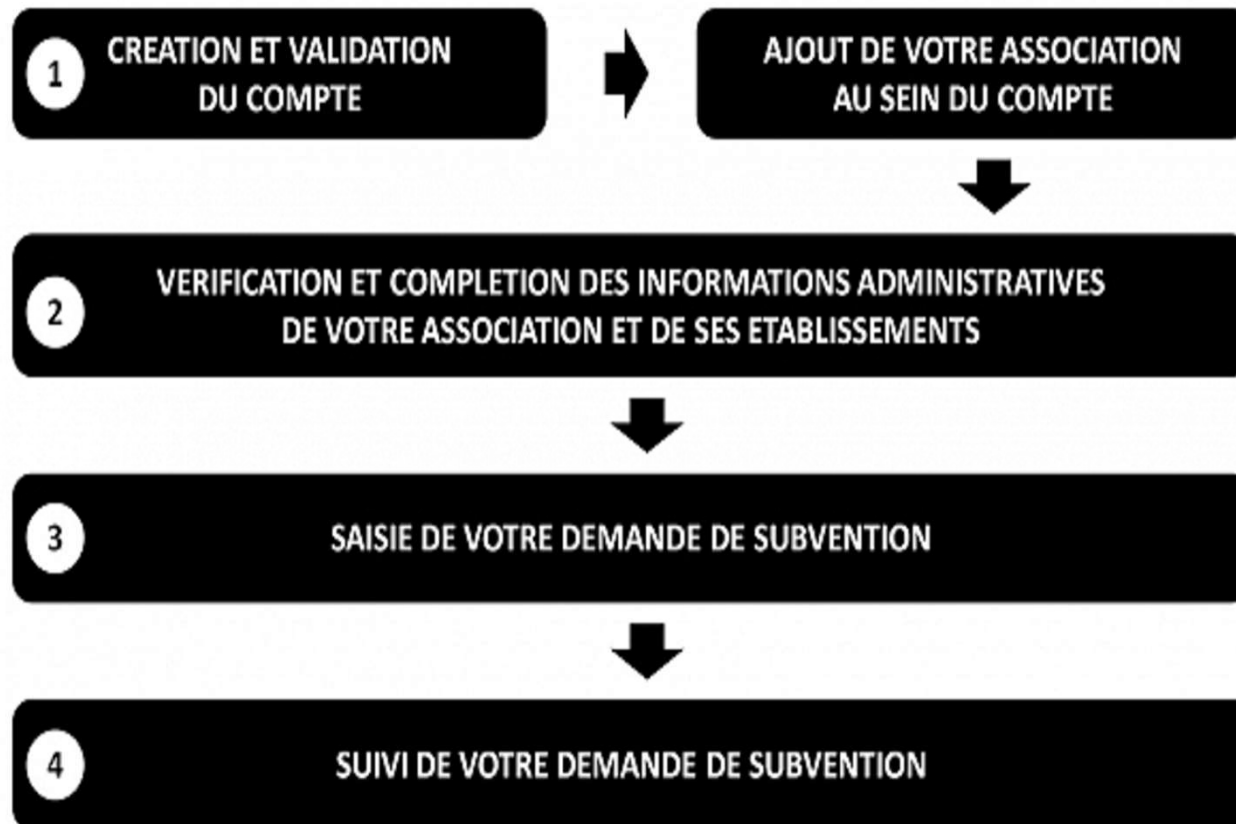 1
CREATION ET VALIDATION
DU COMPTE
AJOUT DE VOTRE ASSOCIATION
AU SEIN DU COMPTE
2
VERIFICATION ET COMPLETION DES INFORMATIONS ADMINISTRATIVES
DE VOTRE ASSOCIATION ET DE SES ETABLISSEMENTS
3
SAISIE DE VOTRE DEMANDE DE SUBVENTION
4
SUIVI DE VOTRE DEMANDE DE SUBVENTION